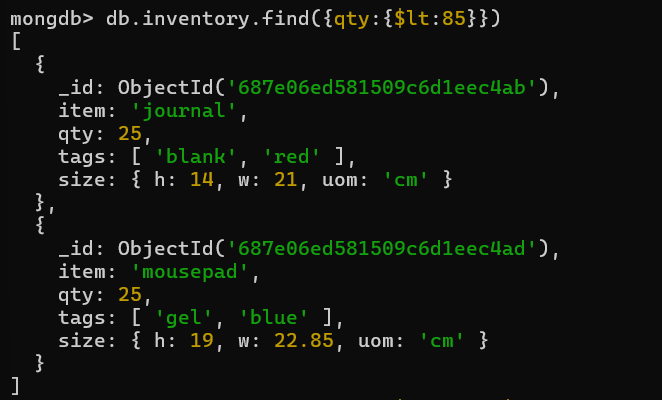 mongdb> db.inventory.find({qty:{$lt:85}})
[
  {
    _id: ObjectId('687e06ed581509c6d1eec4ab'),
    item: 'journal',
    qty: 25,
    tags: [ 'blank', 'red' ],
    size: { h: 14, w: 21, uom: 'cm' }
  },
  {
    _id: ObjectId('687e06ed581509c6d1eec4ad'),
    item: 'mousepad',
    qty: 25,
    tags: [ 'gel', 'blue' ],
    size: { h: 19, w: 22.85, uom: 'cm' }
  }
]